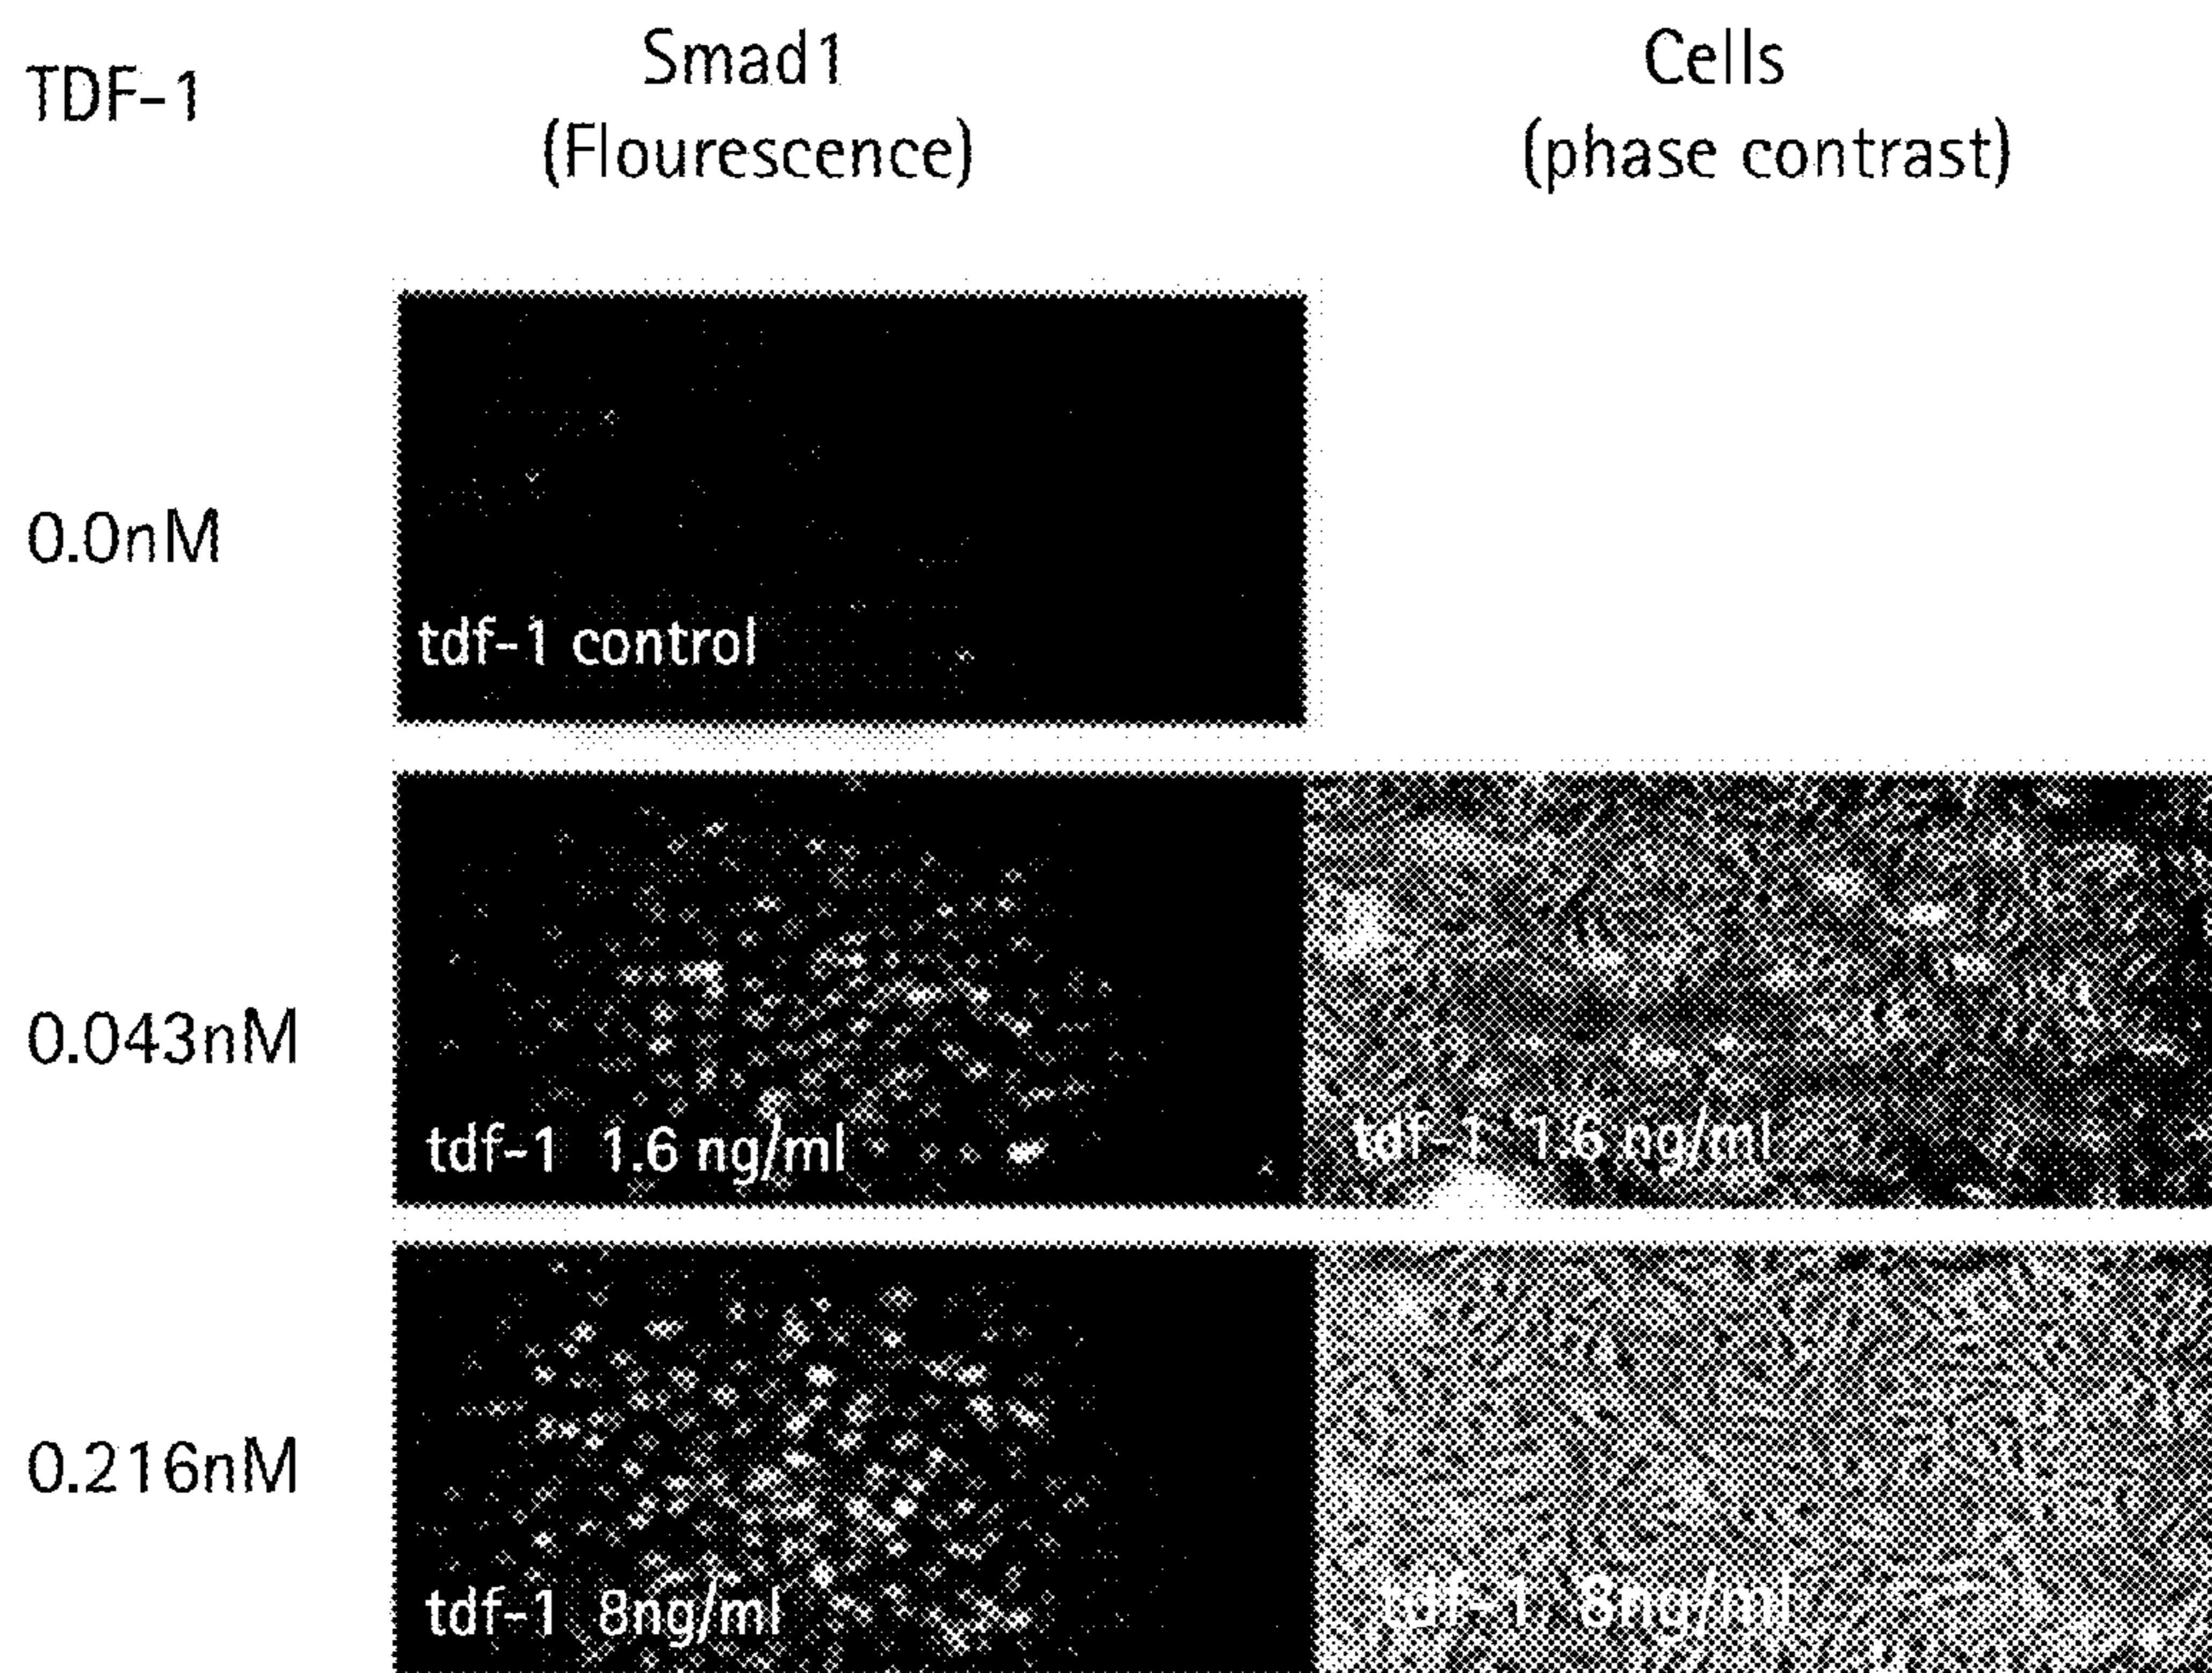 TDF-1
Smad1
(Flourescence)
Cells
(phase contrast)
0.0nM
tdf-1 control
0.043nM
tdf-1 1.6 ng/ml
tdf-1 1.6 ng/ml
0.216nM
tdf-1 8ng/ml
tdf-1 8ng/ml